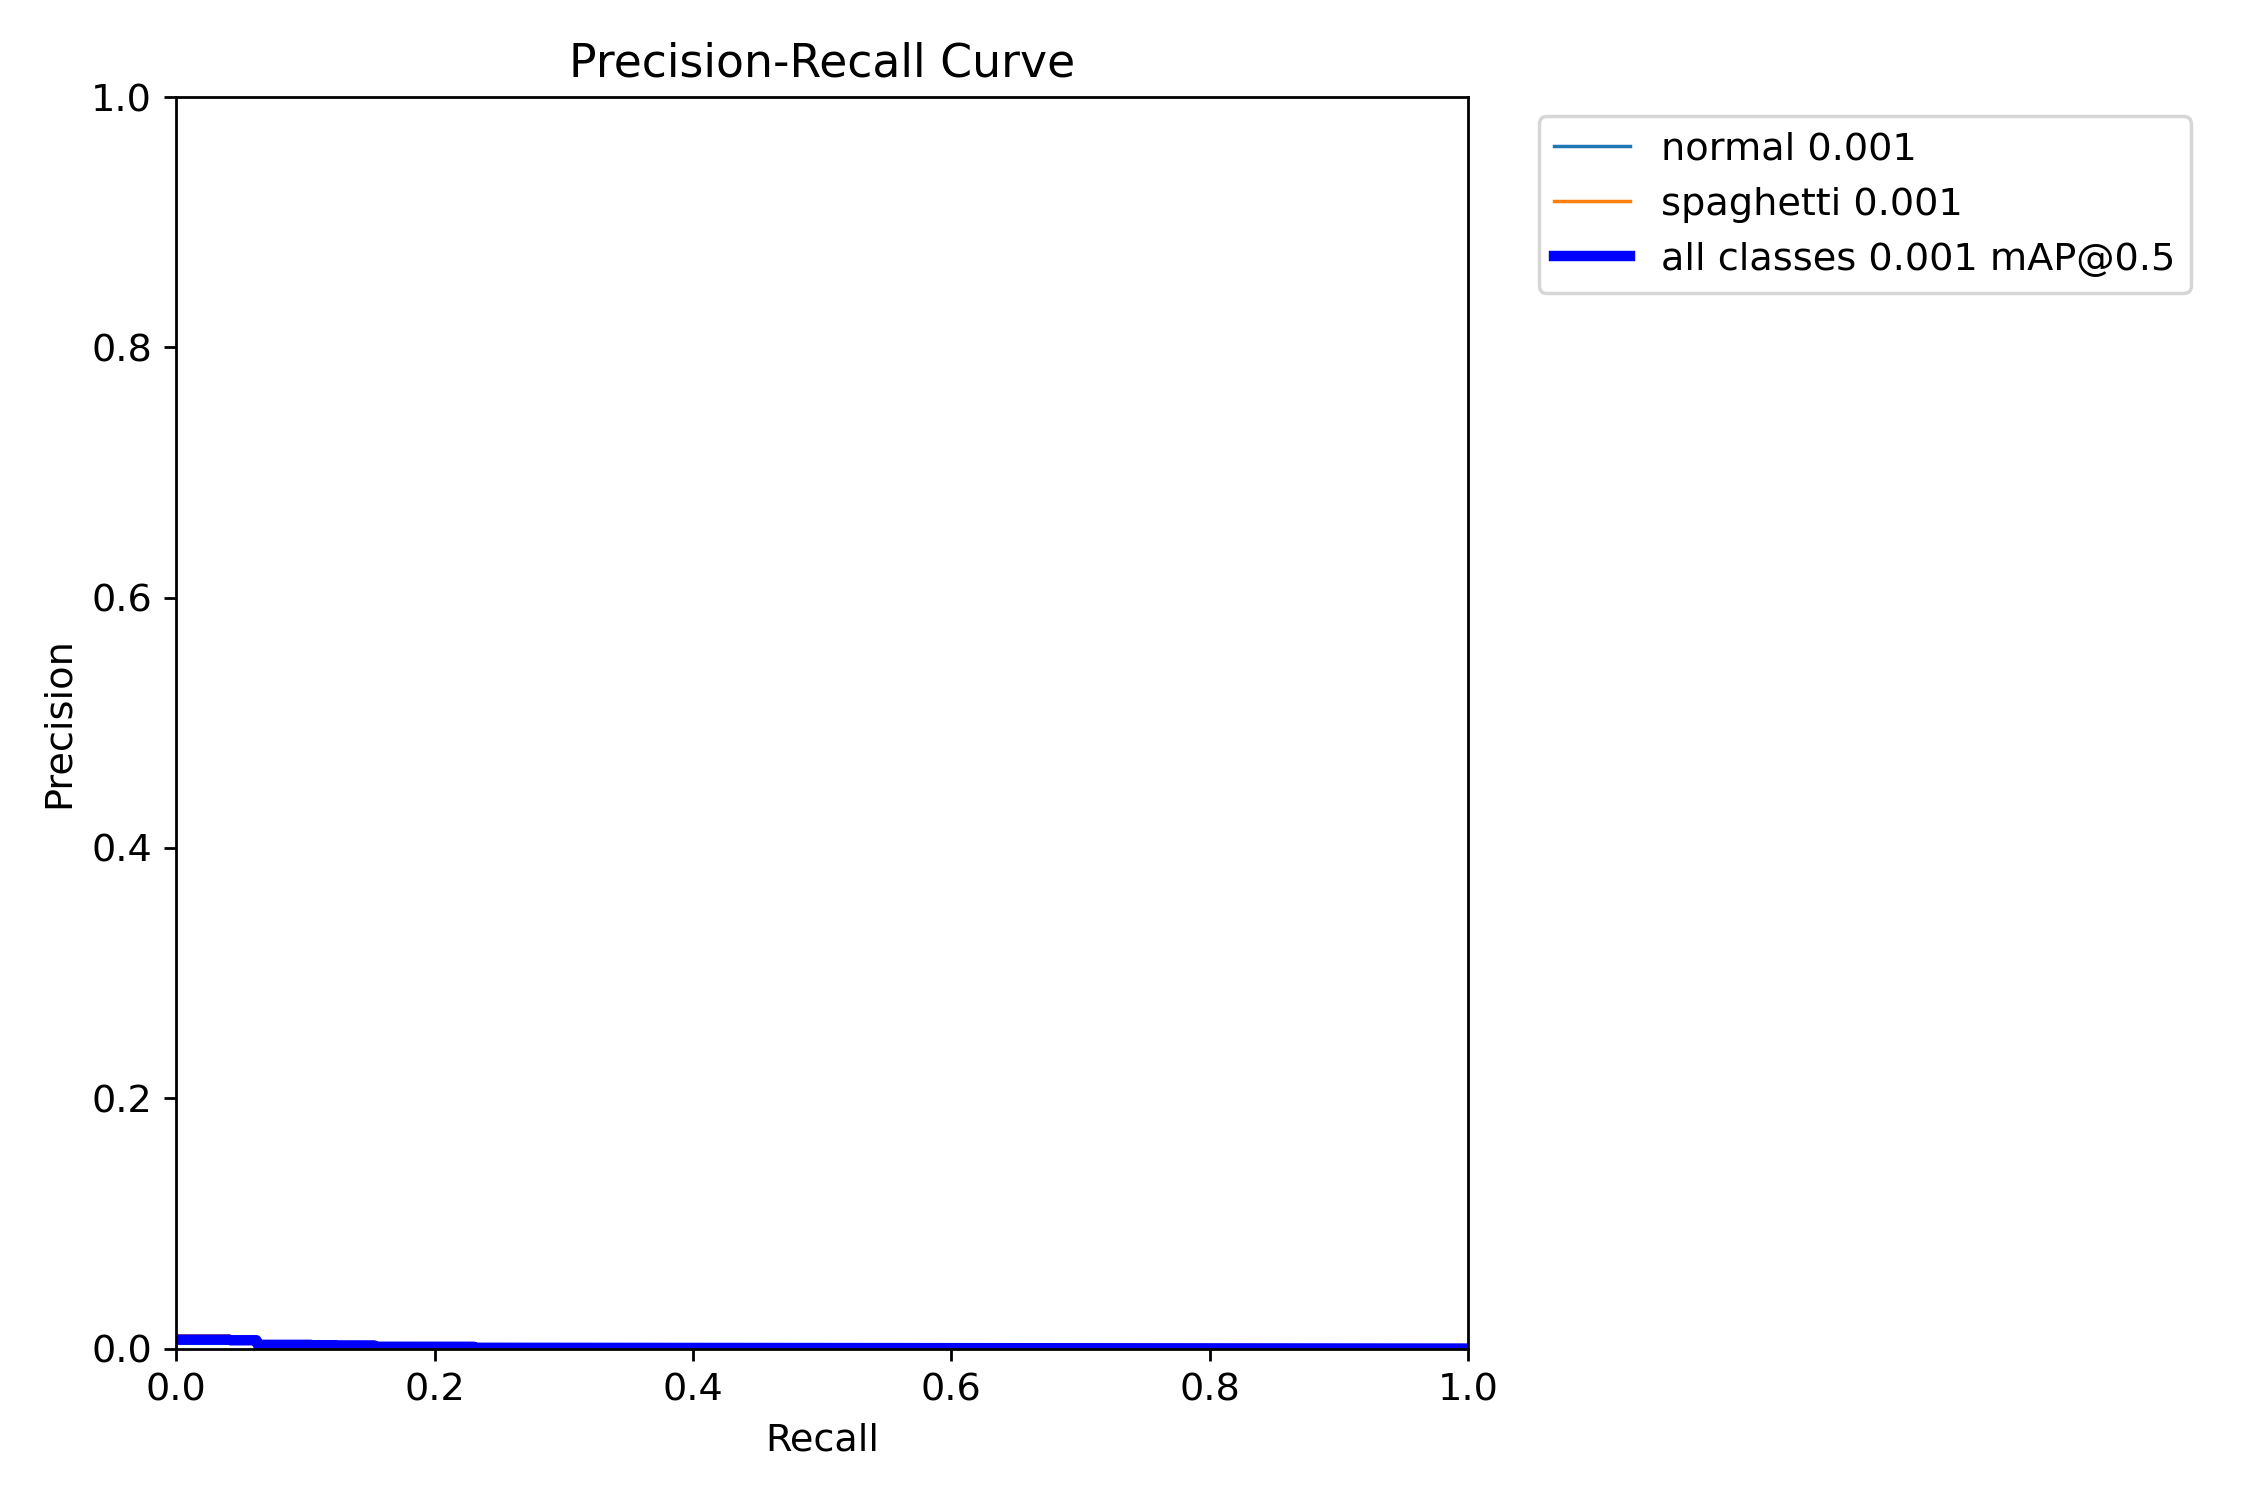 Precision-Recall Curve
1.0
0.8
0.6
0.4
0.2
0.0
Precision
0.0 0.2 0.4 0.6 0.8 1.0
Recall
normal 0.001
spaghetti 0.001
all classes 0.001 mAP@0.5